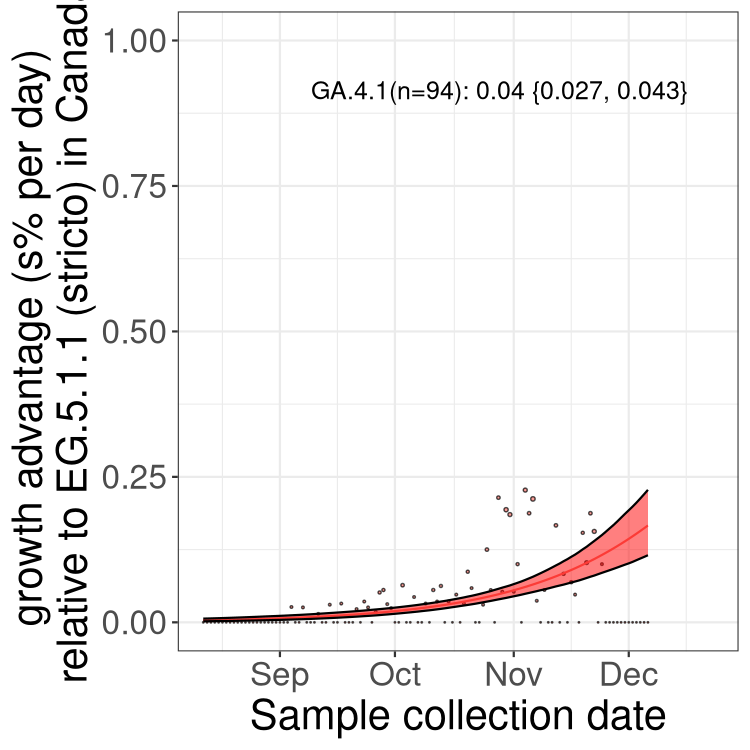 growth advantage (s% per day)
relative to EG.5.1.1 (stricto) in Canada
1.00
0.75
0.50
0.25
0.00
GA.4.1(n=94): 0.04 {0.027, 0.043}
Sep Oct Nov Dec
Sample collection date